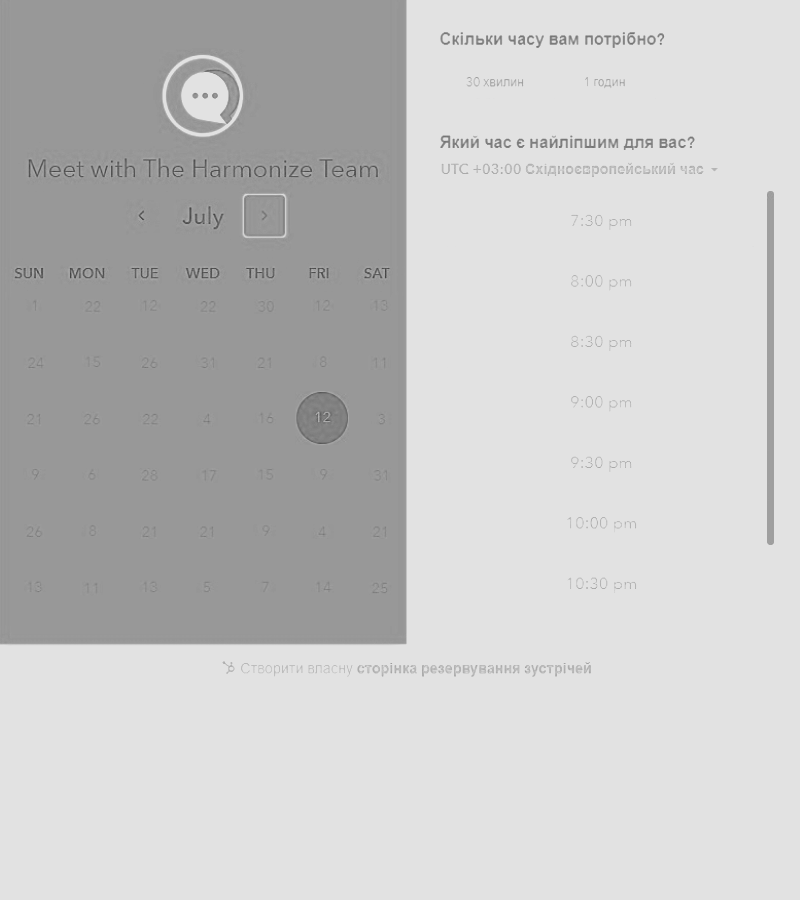 Meet with The Harmonize Team
July
SUN MON TUE WED THU FRI SAT
1 22 12 22 30 12 13
24 15 26 31 21 8 11
21 26 22 4 16 12 3
9 6 28 17 15 9 31
26 8 21 21 9 4 21
13 11 13 5 7 14 25
Скільки часу вам потрібно?
30 хвилин 1 годин
Який час є найліпшим для вас?
UTC +03:00 Східноєвропейський час
7:30 pm
8:00 pm
8:30 pm
9:00 pm
9:30 pm
10:00 pm
10:30 pm
Створити власну сторінка резервування зустрічей